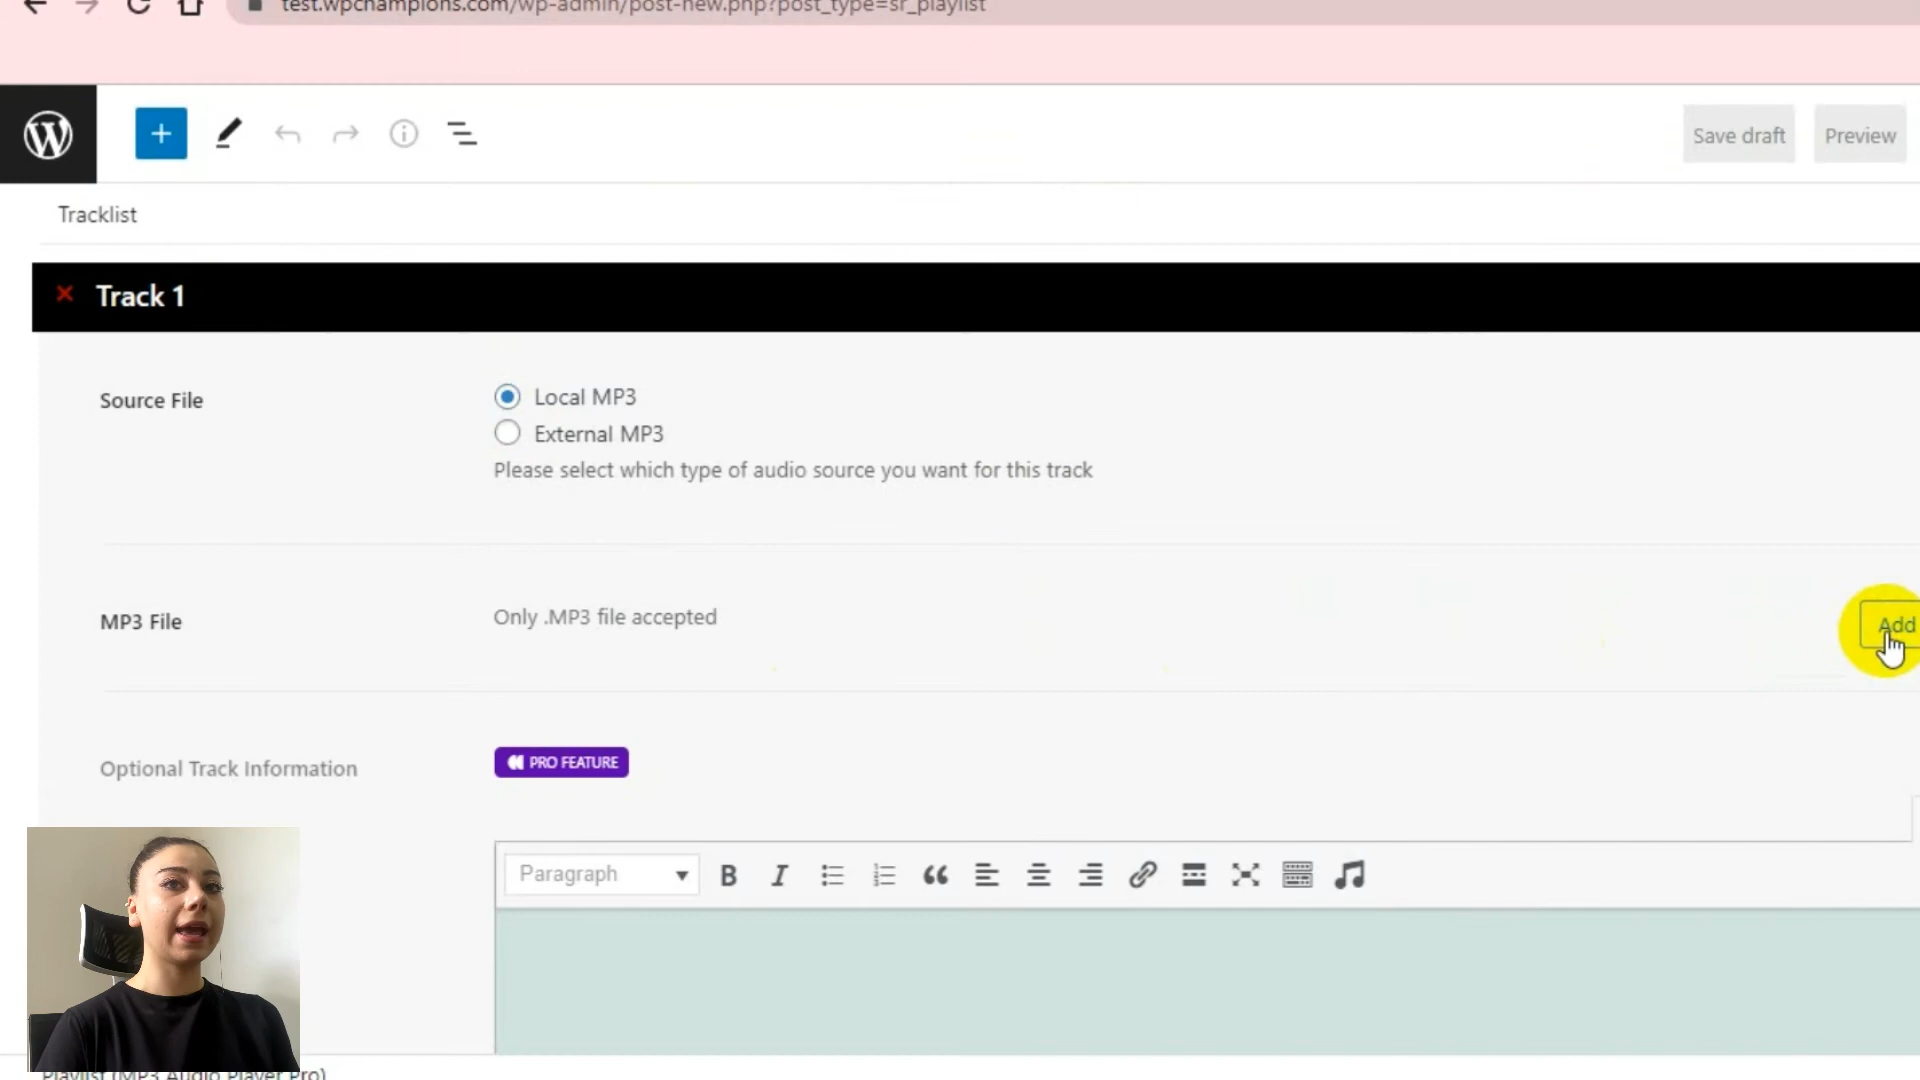 test.wpchampions.com/wp-admin/post-new.php?post_type=sr_playlist
Save draft
Preview
Tracklist
Track 1
Source File
Local MP3
External MP3
Please select which type of audio source you want for this track
MP3 File
Only .MP3 file accepted
Add
Optional Track Information
PRO FEATURE
Paragraph
Playlist (MP3 Audio Player Pro)